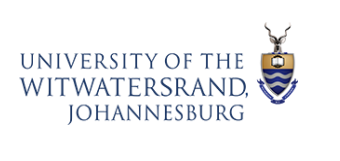 UNIVERSITY OF THE
WITWATERSRAND,
JOHANNESBURG